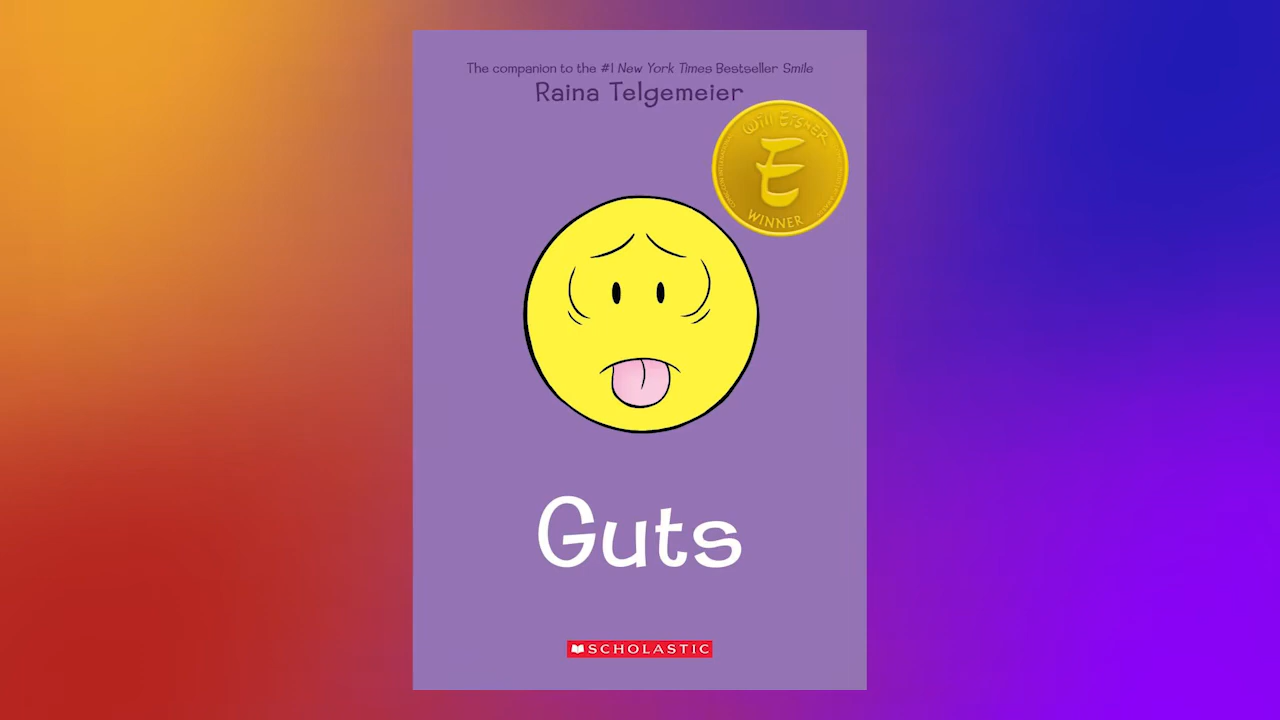 The companion to the #1 New York Times Bestseller Smile
Raina Telgemeier
Will EisNER
E
WINNER
Guts
SCHOLASTIC